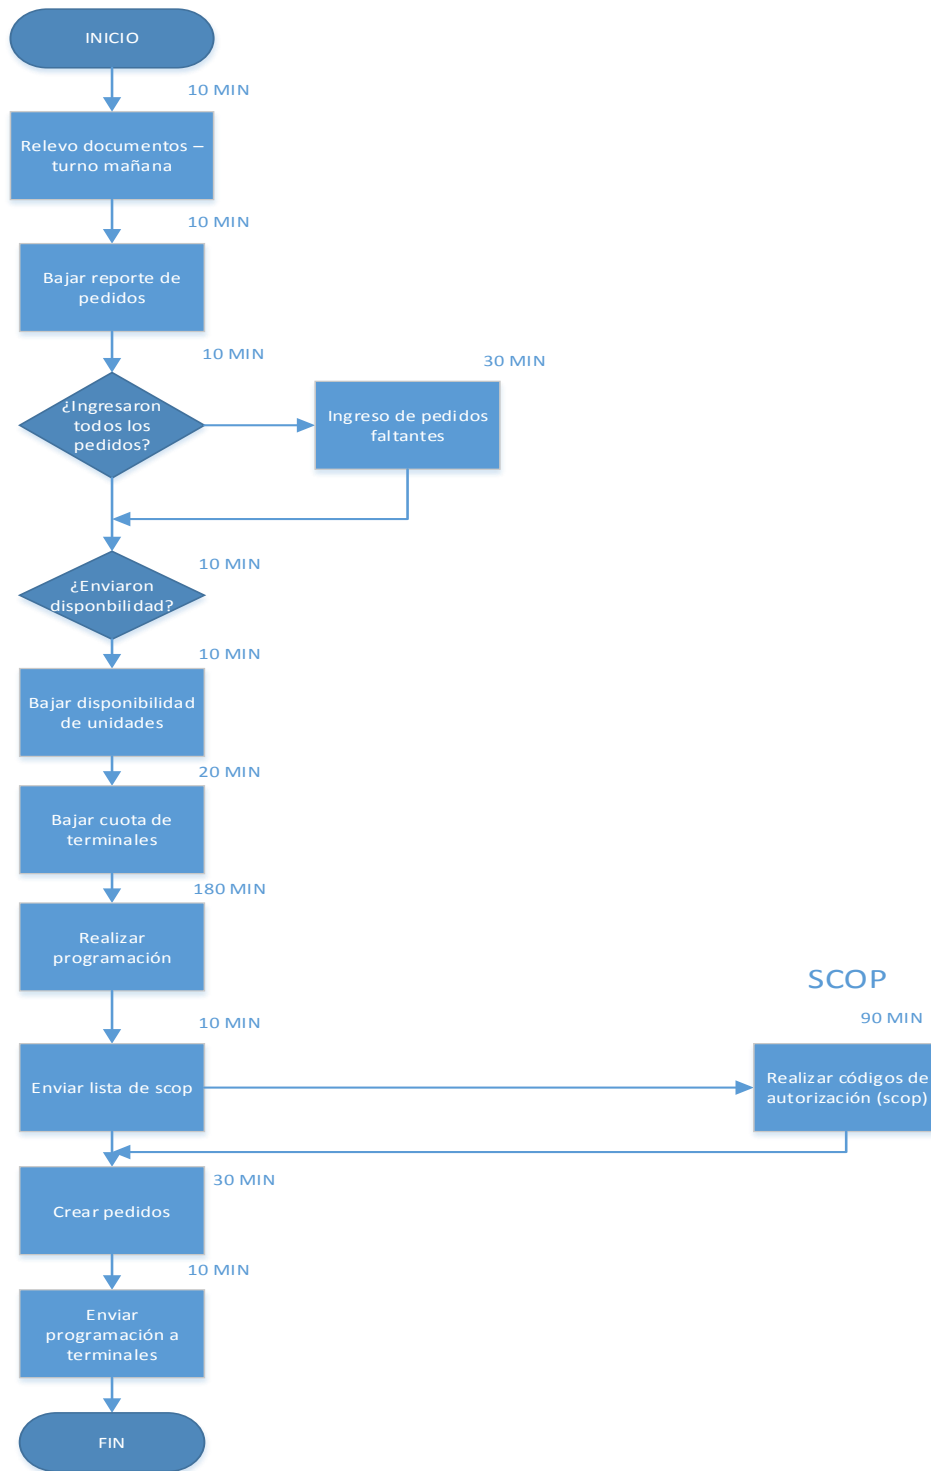 INICIO
10 MIN
Relevo documentos –
turno mañana
10 MIN
Bajar reporte de
pedidos
10 MIN
¿Ingresaron
todos los
pedidos?
30 MIN
Ingreso de pedidos
faltantes
10 MIN
¿Enviaron
disponbilidad?
10 MIN
Bajar disponibilidad
de unidades
20 MIN
Bajar cuota de
terminales
180 MIN
Realizar
programación
10 MIN
Enviar lista de scop
SCOP
90 MIN
Realizar códigos de
autorización (scop)
30 MIN
Crear pedidos
10 MIN
Enviar
programación a
terminales
FIN